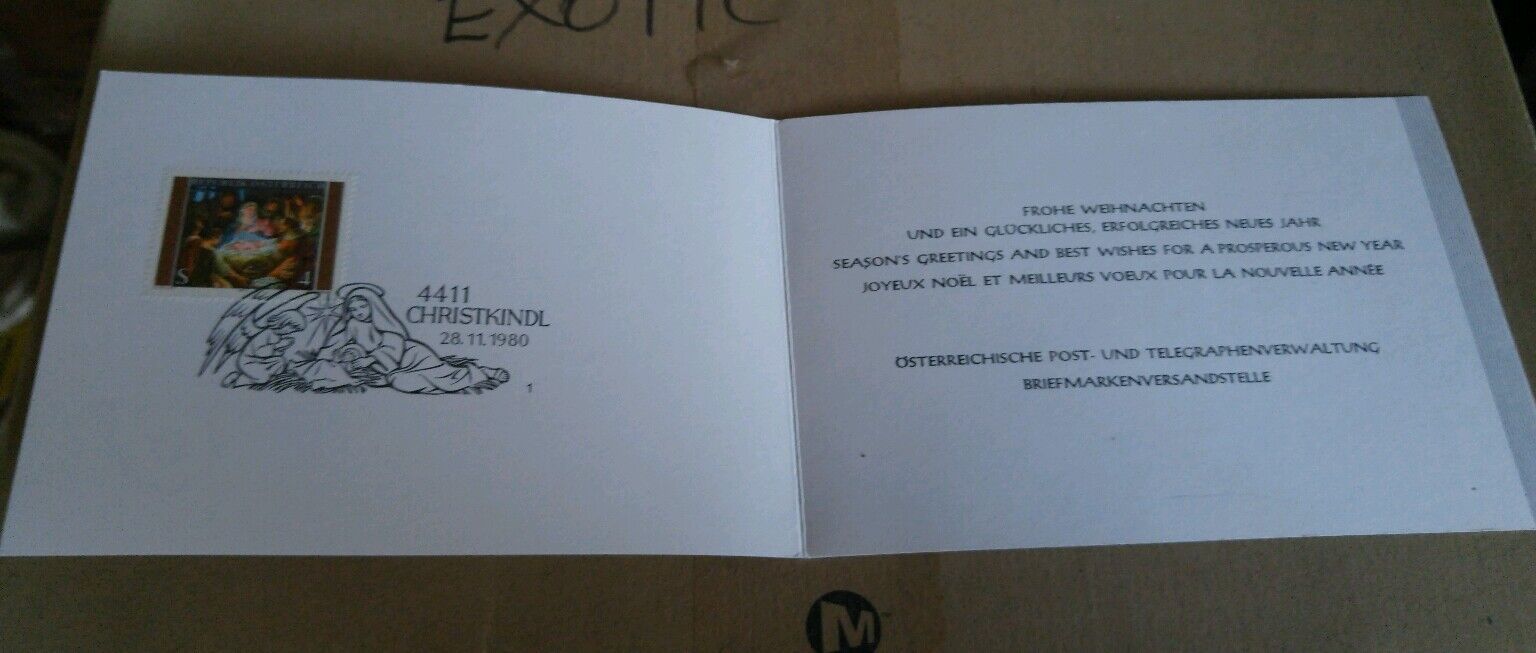 EXOTIC
REPUBLIK ÖSTERREICH
S 4
4411
CHRISTKINDL
28.11.1980
1
FROHE WEIHNACHTEN
UND EIN GLÜCKLICHES, ERFOLGREICHES NEUES JAHR
SEASON'S GREETINGS AND BEST WISHES FOR A PROSPEROUS NEW YEAR
JOYEUX NOËL ET MEILLEURS VOEUX POUR LA NOUVELLE ANNÉE
ÖSTERREICHISCHE POST- UND TELEGRAPHENVERWALTUNG
BRIEFMARKENVERSANDSTELLE
M